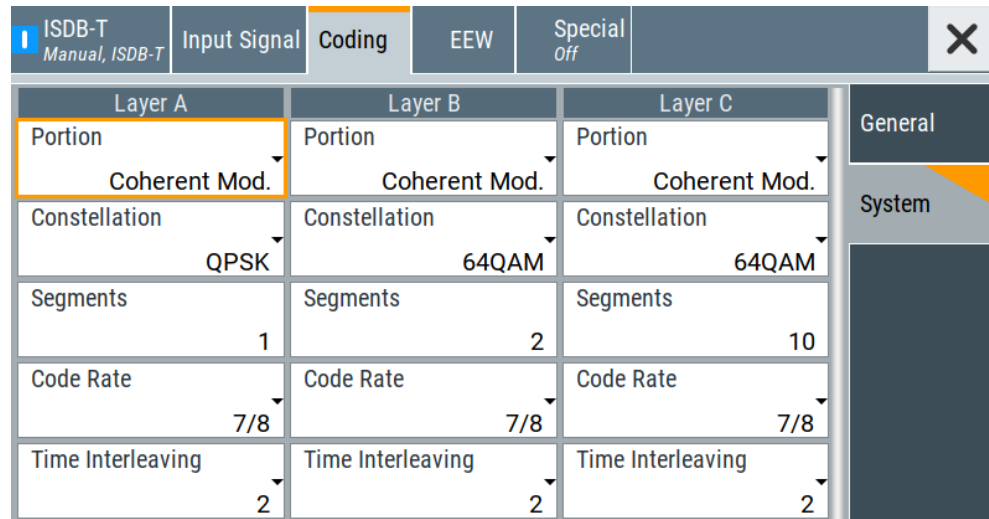 ISDB-T
Manual, ISDB-T
Input Signal
Coding
EEW
Special
Off
Layer A
Layer B
Layer C
General
Portion
Portion
Portion
Coherent Mod.
Coherent Mod.
Coherent Mod.
System
Constellation
Constellation
Constellation
QPSK
64QAM
64QAM
Segments
Segments
Segments
1
2
10
Code Rate
Code Rate
Code Rate
7/8
7/8
7/8
Time Interleaving
Time Interleaving
Time Interleaving
2
2
2